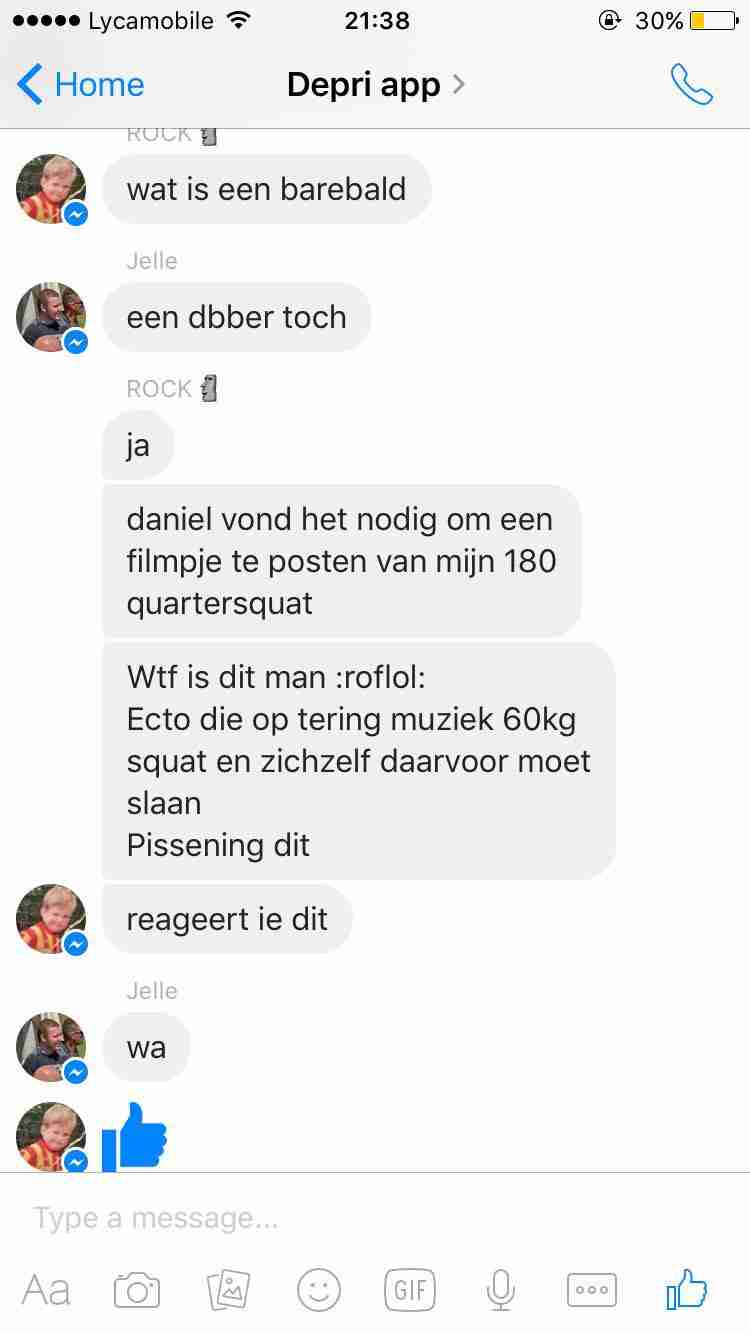 Lycamobile 21:38 30%
Home Depri app
ROCK 🗿
wat is een barebald
Jelle
een dbber toch
ROCK 🗿
ja
daniel vond het nodig om een
filmpje te posten van mijn 180
quartersquat
Wtf is dit man :roflol:
Ecto die op tering muziek 60kg
squat en zichzelf daarvoor moet
slaan
Pissening dit
reageert ie dit
Jelle
wa
Type a message...
Aa GIF